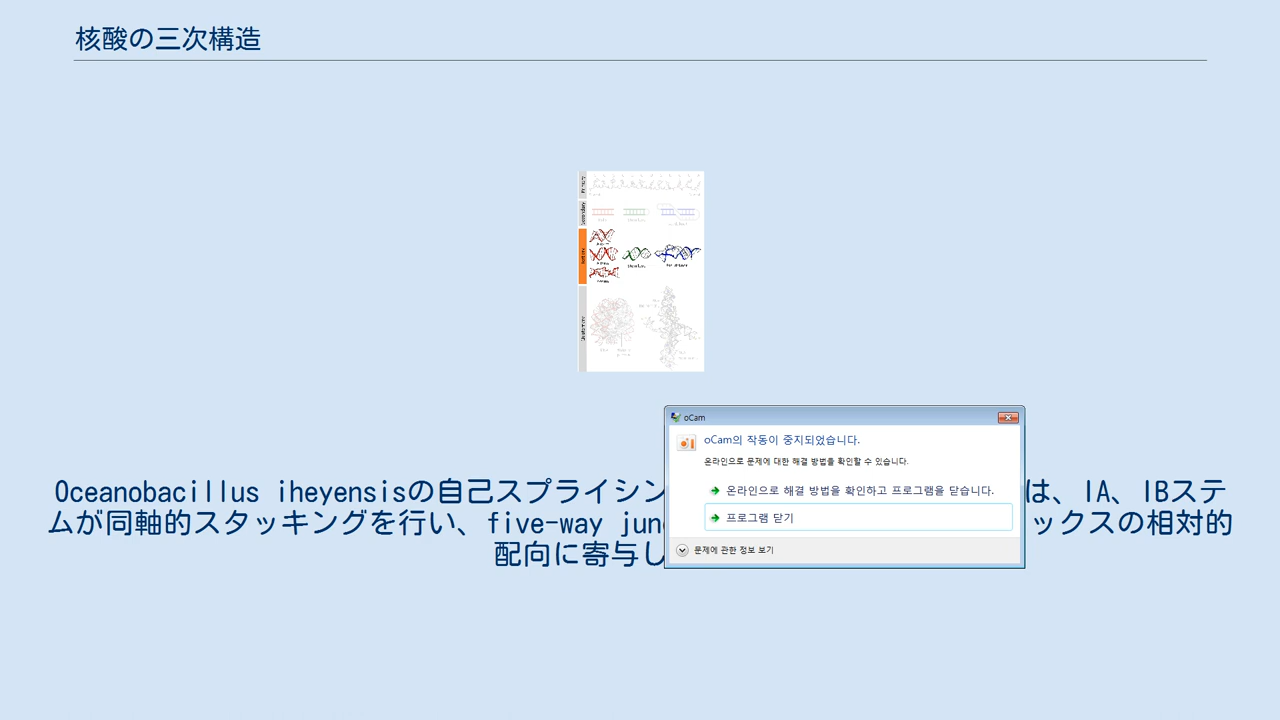 核酸の三次構造
Primary
Secondary
Tertiary
oCam
oCam의 작동이 중지되었습니다.
온라인으로 문제에 대한 해결 방법을 확인할 수 있습니다.
온라인으로 해결 방법을 확인하고 프로그램을 닫습니다.
프로그램 닫기
문제에 관한 정보 보기
Oceanobacillus iheyensisの自己スプライシン は、IA、IBステ
ムが同軸的スタッキングを行い、five-way jun ックスの相対的
配向に寄与し